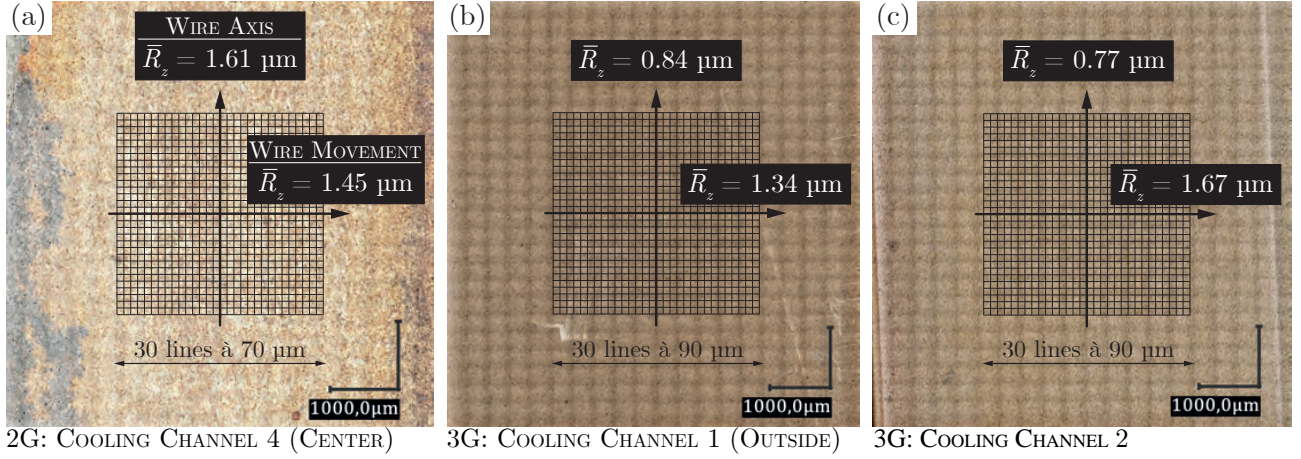 (a)
WIRE AXIS
R̅z = 1.61 µm
WIRE MOVEMENT
R̅z = 1.45 µm
30 lines à 70 µm
1000,0µm
2G: COOLING CHANNEL 4 (CENTER)
(b)
R̅z = 0.84 µm
R̅z = 1.34 µm
30 lines à 90 µm
1000,0µm
3G: COOLING CHANNEL 1 (OUTSIDE)
(c)
R̅z = 0.77 µm
R̅z = 1.67 µm
30 lines à 90 µm
1000,0µm
3G: COOLING CHANNEL 2